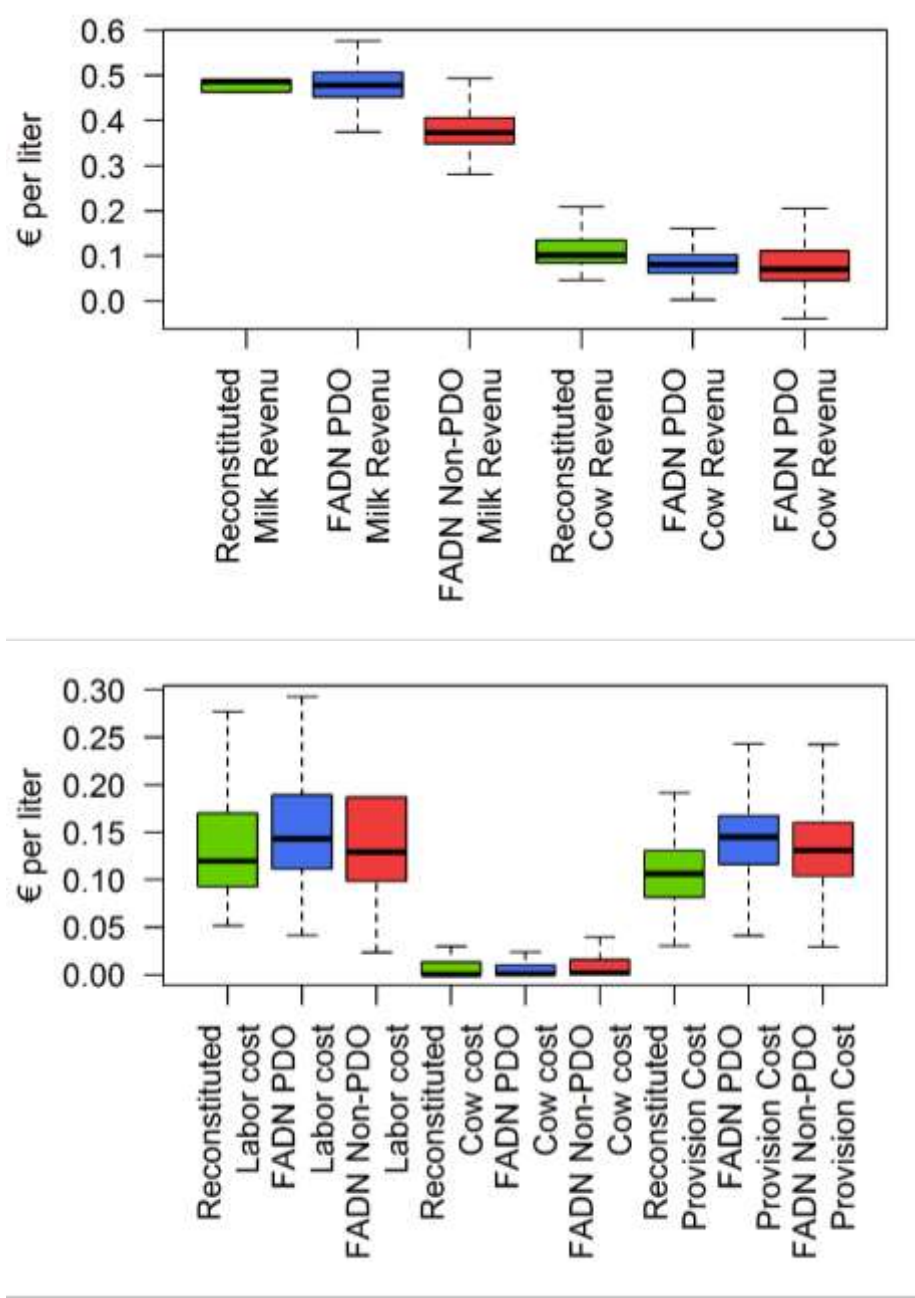 € per liter
0.6
0.5
0.4
0.3
0.2
0.1
0.0
Reconstituted
Milk Revenu
FADN PDO
Milk Revenu
FADN Non-PDO
Milk Revenu
Reconstituted
Cow Revenu
FADN PDO
Cow Revenu
FADN PDO
Cow Revenu
€ per liter
0.30
0.25
0.20
0.15
0.10
0.05
0.00
Reconstituted
Labor cost
FADN PDO
Labor cost
FADN Non-PDO
Labor cost
Reconstituted
Cow cost
FADN PDO
Cow cost
FADN Non-PDO
Cow cost
Reconstituted
Provision Cost
FADN PDO
Provision Cost
FADN Non-PDO
Provision Cost